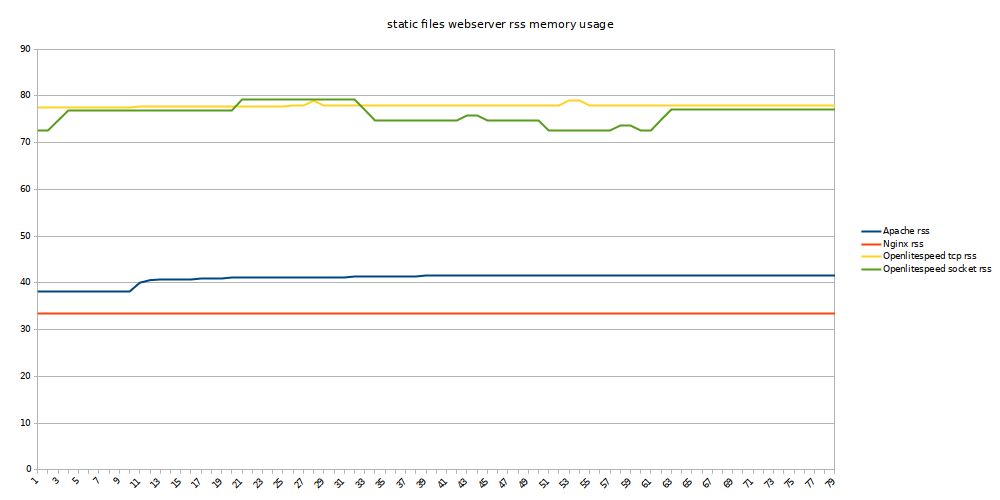 static files webserver rss memory usage
90
80
70
60
50
40
30
20
10
0
1 3 5 7 9 11 13 15 17 19 21 23 25 27 29 31 33 35 37 39 41 43 45 47 49 51 53 55 57 59 61 63 65 67 69 71 73 75 77 79
Apache rss
Nginx rss
Openlitespeed tcp rss
Openlitespeed socket rss